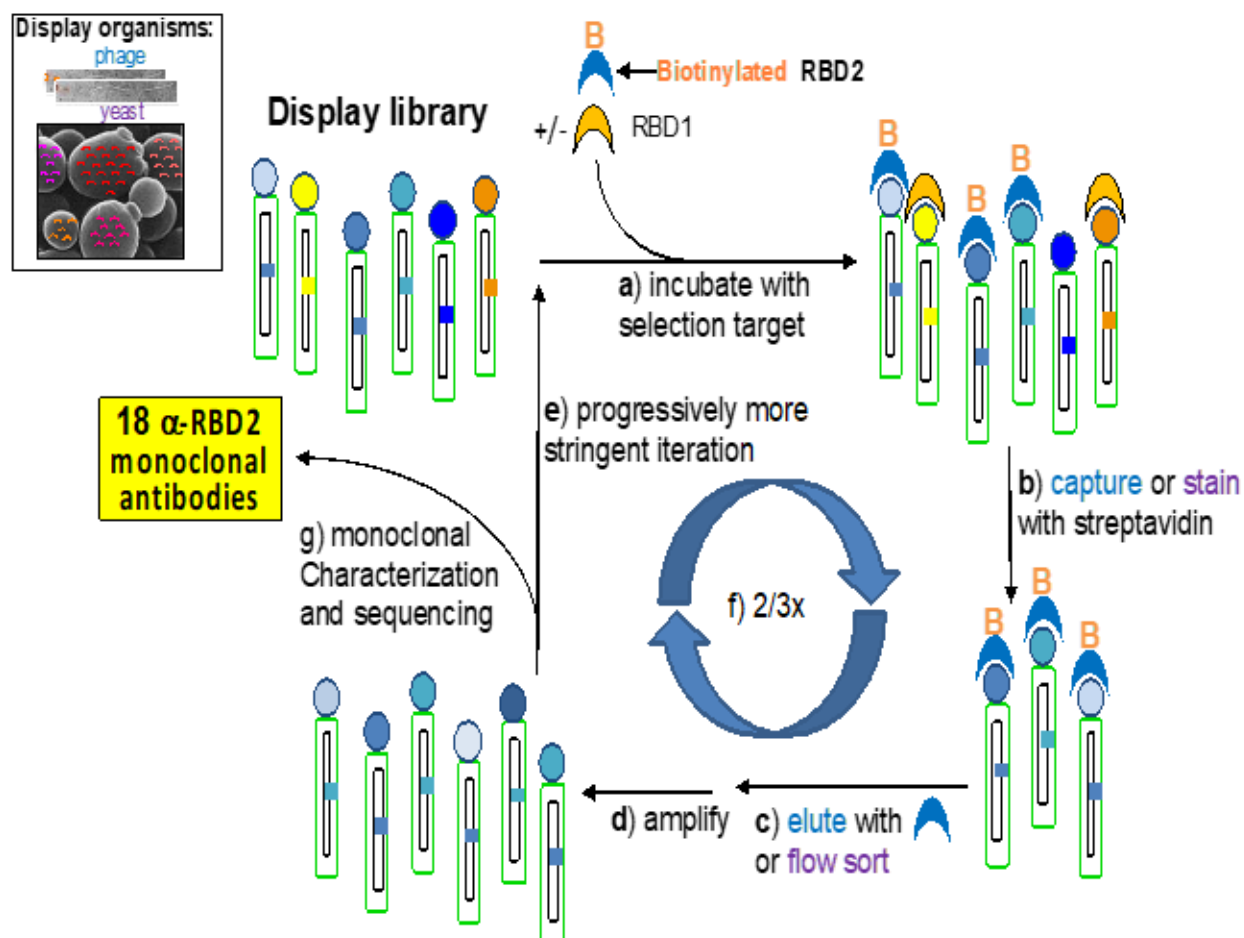 Display organisms:
phage
yeast
Display library
B
Biotinylated RBD2
+/-
RBD1
a) incubate with
selection target
B
B
B
b) capture or stain
with streptavidin
B
B
B
c) elute with
or flow sort
d) amplify
e) progressively more
stringent iteration
f) 2/3x
g) monoclonal
Characterization
and sequencing
18 α-RBD2
monoclonal
antibodies